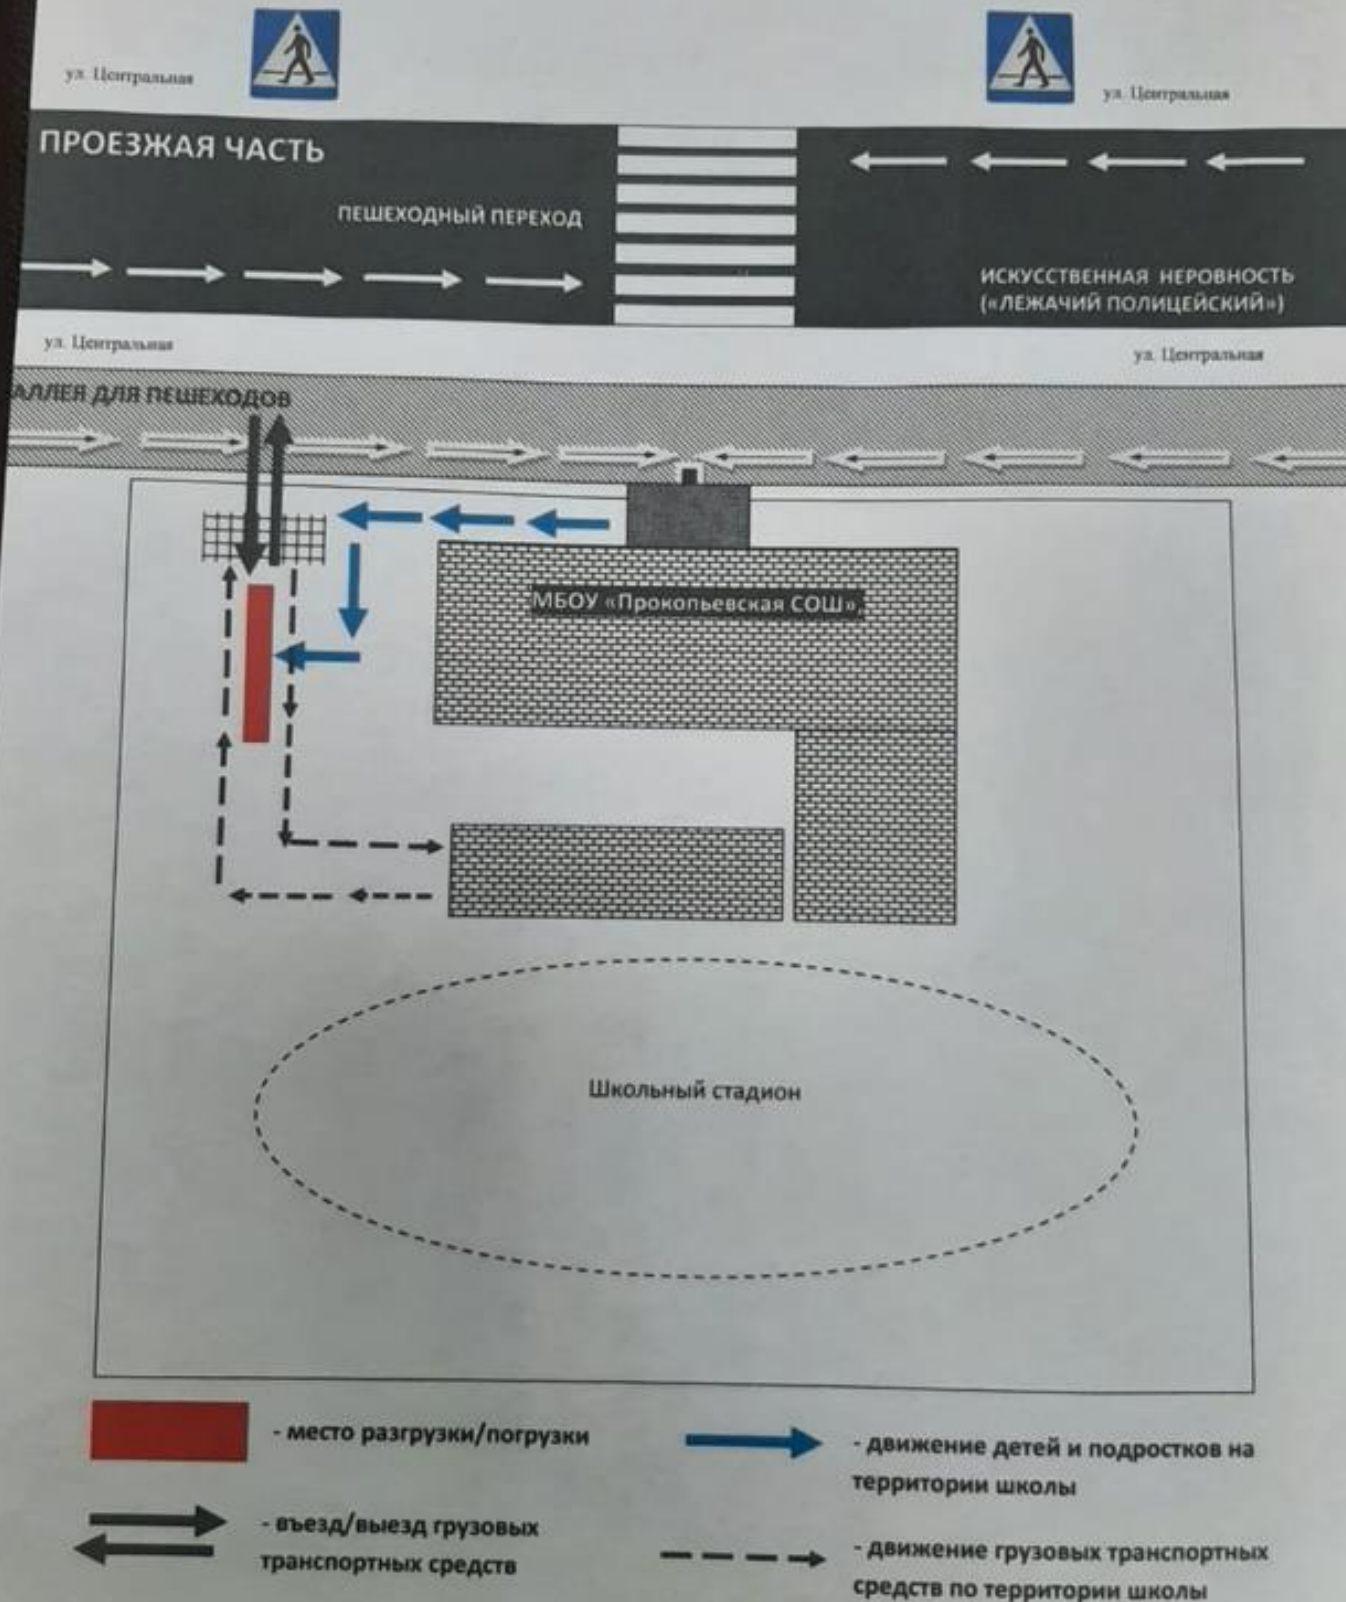 ул. Центральная
ул. Центральная
ПРОЕЗЖАЯ ЧАСТЬ
ПЕШЕХОДНЫЙ ПЕРЕХОД
ИСКУССТВЕННАЯ НЕРОВНОСТЬ
(«ЛЕЖАЧИЙ ПОЛИЦЕЙСКИЙ»)
ул. Центральная
ул. Центральная
АЛЛЕЯ ДЛЯ ПЕШЕХОДОВ
МБОУ «Прокопьевская СОШ»,
Школьный стадион
- место разгрузки/погрузки
- движение детей и подростков на
территории школы
- въезд/выезд грузовых
транспортных средств
- движение грузовых транспортных
средств по территории школы